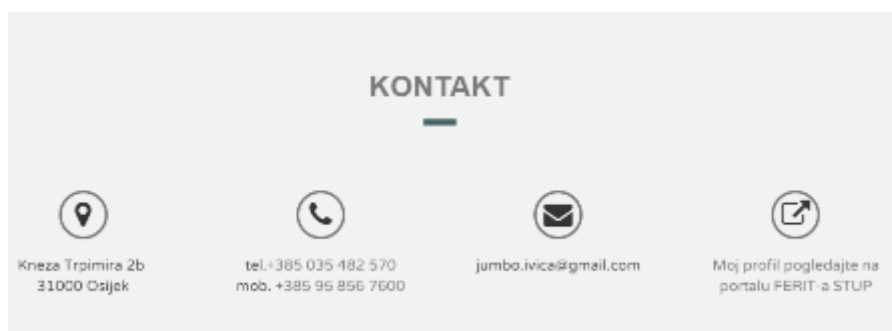 KONTAKT
Kneza Trpimira 2b
31000 Osijek
tel.+385 035 482 570
mob. +385 95 856 7600
jumbo.ivica@gmail.com
Moj profil pogledajte na
portalu FERIT-a STUP